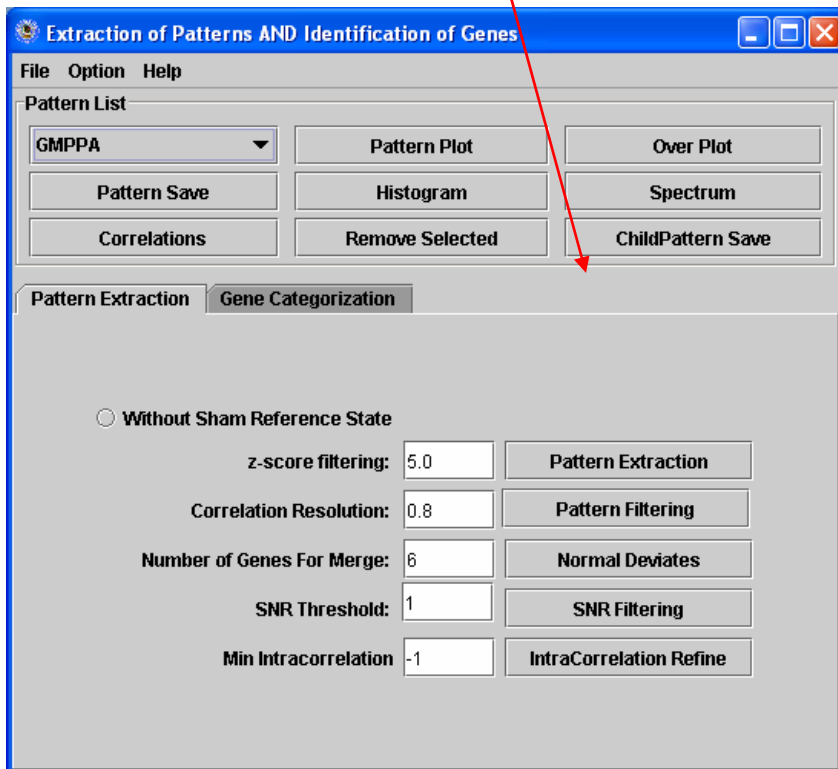 Extraction of Patterns AND Identification of Genes
File Option Help
Pattern List
GMPPA Pattern Plot Over Plot
Pattern Save Histogram Spectrum
Correlations Remove Selected ChildPattern Save
Pattern Extraction Gene Categorization
Without Sham Reference State
z-score filtering: 5.0 Pattern Extraction
Correlation Resolution: 0.8 Pattern Filtering
Number of Genes For Merge: 6 Normal Deviates
SNR Threshold: 1 SNR Filtering
Min Intracorrelation -1 IntraCorrelation Refine